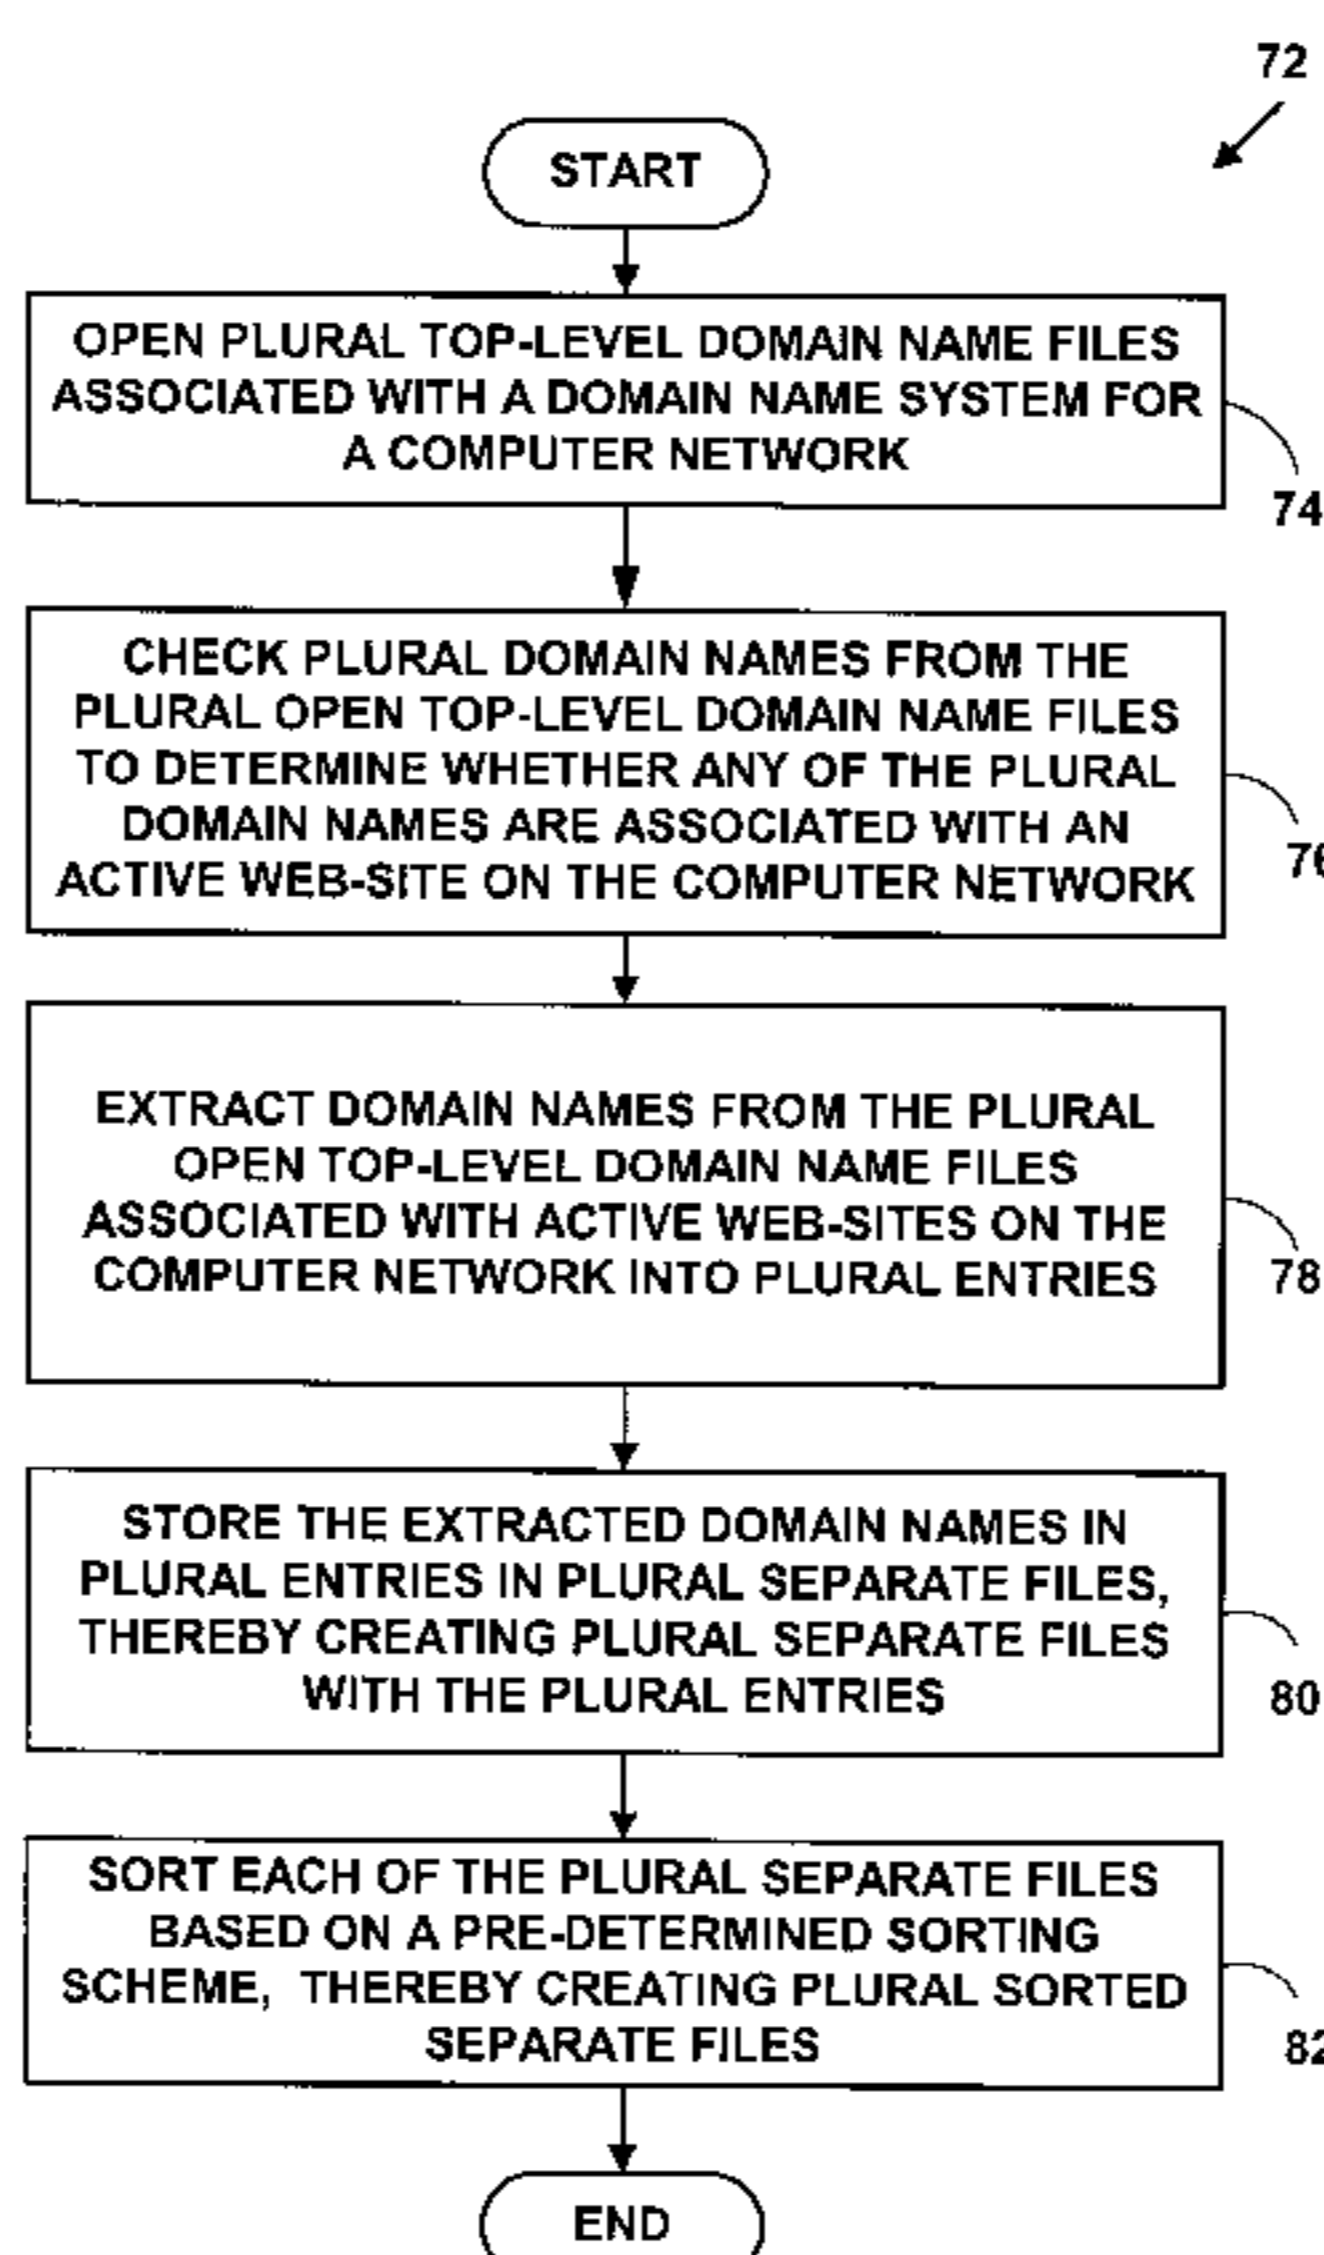 72
START
OPEN PLURAL TOP-LEVEL DOMAIN NAME FILES
ASSOCIATED WITH A DOMAIN NAME SYSTEM FOR
A COMPUTER NETWORK
74
CHECK PLURAL DOMAIN NAMES FROM THE
PLURAL OPEN TOP-LEVEL DOMAIN NAME FILES
TO DETERMINE WHETHER ANY OF THE PLURAL
DOMAIN NAMES ARE ASSOCIATED WITH AN
ACTIVE WEB-SITE ON THE COMPUTER NETWORK
76
EXTRACT DOMAIN NAMES FROM THE PLURAL
OPEN TOP-LEVEL DOMAIN NAME FILES
ASSOCIATED WITH ACTIVE WEB-SITES ON THE
COMPUTER NETWORK INTO PLURAL ENTRIES
78
STORE THE EXTRACTED DOMAIN NAMES IN
PLURAL ENTRIES IN PLURAL SEPARATE FILES,
THEREBY CREATING PLURAL SEPARATE FILES
WITH THE PLURAL ENTRIES
80
SORT EACH OF THE PLURAL SEPARATE FILES
BASED ON A PRE-DETERMINED SORTING
SCHEME, THEREBY CREATING PLURAL SORTED
SEPARATE FILES
82
END